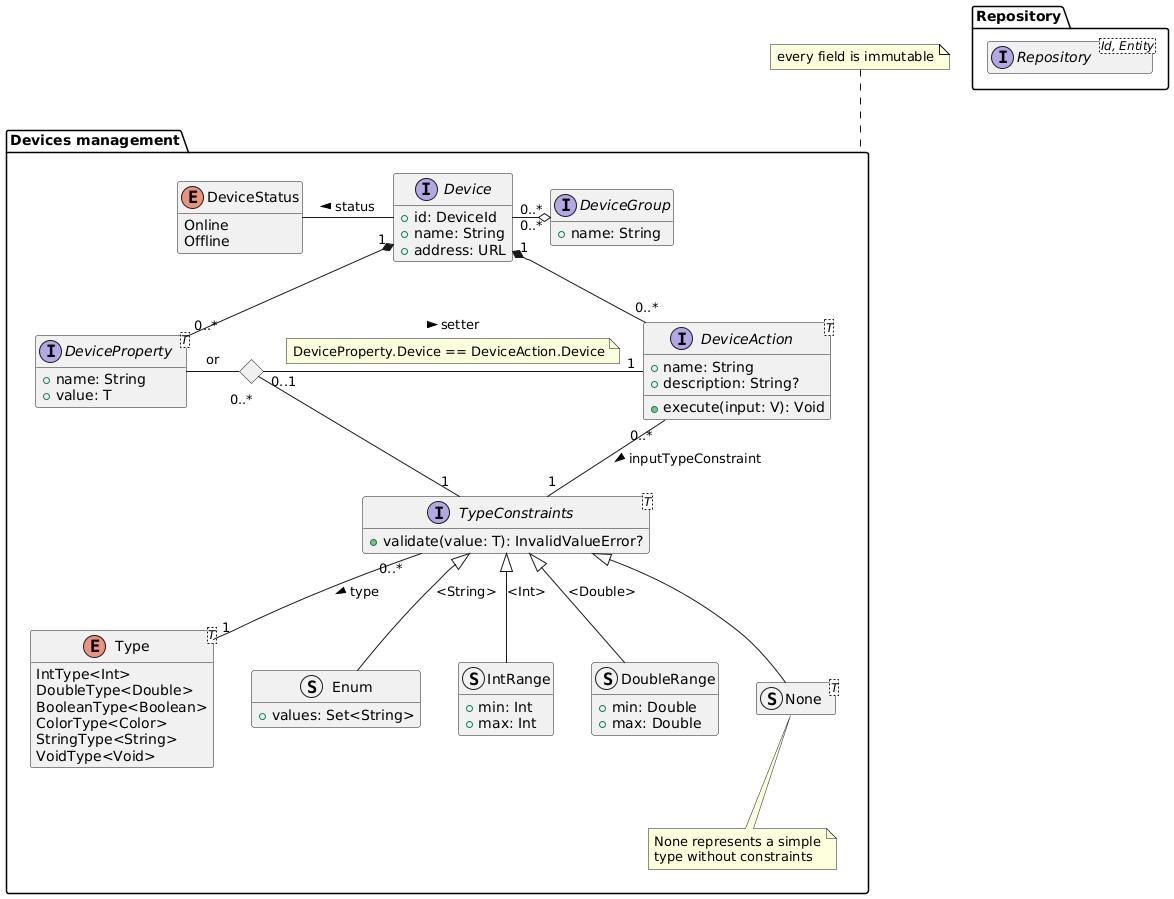 Repository
I Repository
Id, Entity
every field is immutable
Devices management
E DeviceStatus
Online
Offline
status
I Device
id: DeviceId
name: String
address: URL
0..*
0..*
I DeviceGroup
name: String
1
1
0..*
0..*
setter
I DeviceProperty
T
name: String
value: T
or
DeviceProperty.Device == DeviceAction.Device
0..1
0..*
1
I DeviceAction
T
name: String
description: String?
execute(input: V): Void
0..*
inputTypeConstraint
1
1
I TypeConstraints
T
validate(value: T): InvalidValueError?
0..*
type
1
<String>
<Int>
<Double>
E Type
T
IntType<Int>
DoubleType<Double>
BooleanType<Boolean>
ColorType<Color>
StringType<String>
VoidType<Void>
S Enum
values: Set<String>
S IntRange
min: Int
max: Int
S DoubleRange
min: Double
max: Double
S None
T
None represents a simple
type without constraints